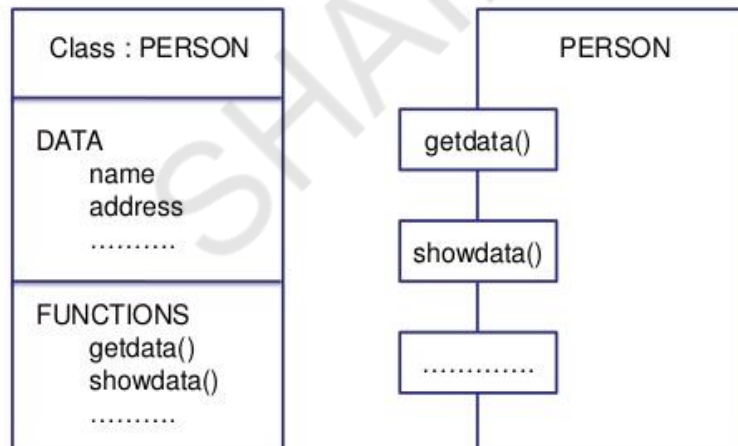 Class : PERSON
DATA
name
address
..........
FUNCTIONS
getdata()
showdata()
..........
PERSON
getdata()
showdata()
.............